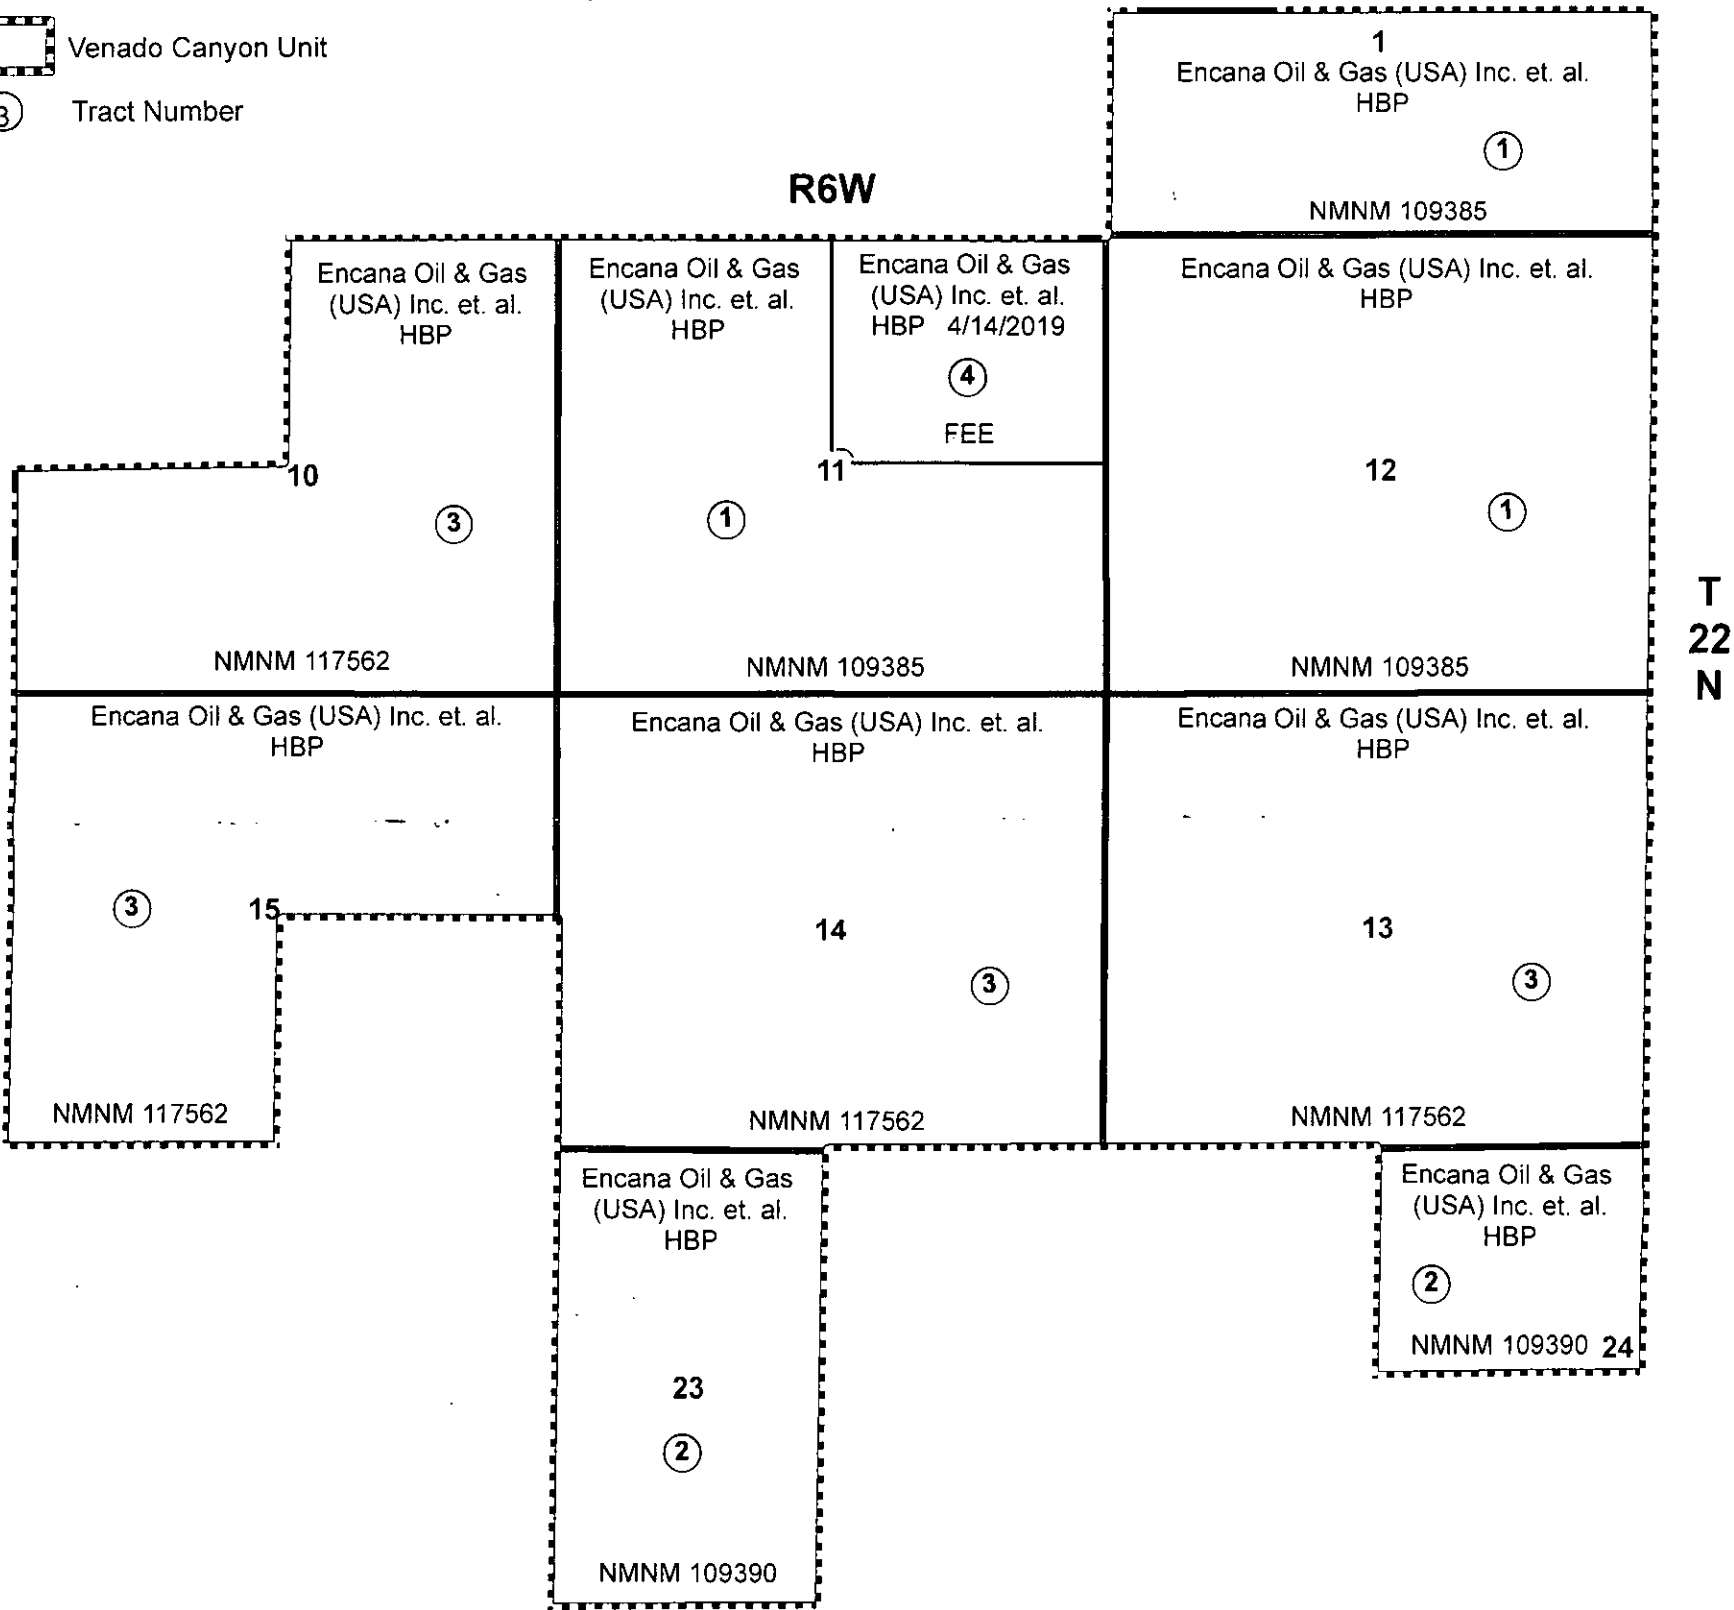 Venado Canyon Unit
3
Tract Number
1
Encana Oil & Gas (USA) Inc. et. al.
HBP
1
NMNM 109385
R6W
Encana Oil & Gas
(USA) Inc. et. al.
HBP
10
3
NMNM 117562
Encana Oil & Gas
(USA) Inc. et. al.
HBP
11
1
NMNM 109385
Encana Oil & Gas
(USA) Inc. et. al.
HBP 4/14/2019
4
FEE
Encana Oil & Gas (USA) Inc. et. al.
HBP
12
1
NMNM 109385
T
22
N
Encana Oil & Gas (USA) Inc. et. al.
HBP
3
15
NMNM 117562
Encana Oil & Gas (USA) Inc. et. al.
HBP
14
3
NMNM 117562
Encana Oil & Gas (USA) Inc. et. al.
HBP
13
3
NMNM 117562
Encana Oil & Gas
(USA) Inc. et. al.
HBP
23
2
NMNM 109390
Encana Oil & Gas
(USA) Inc. et. al.
HBP
2
NMNM 109390 24